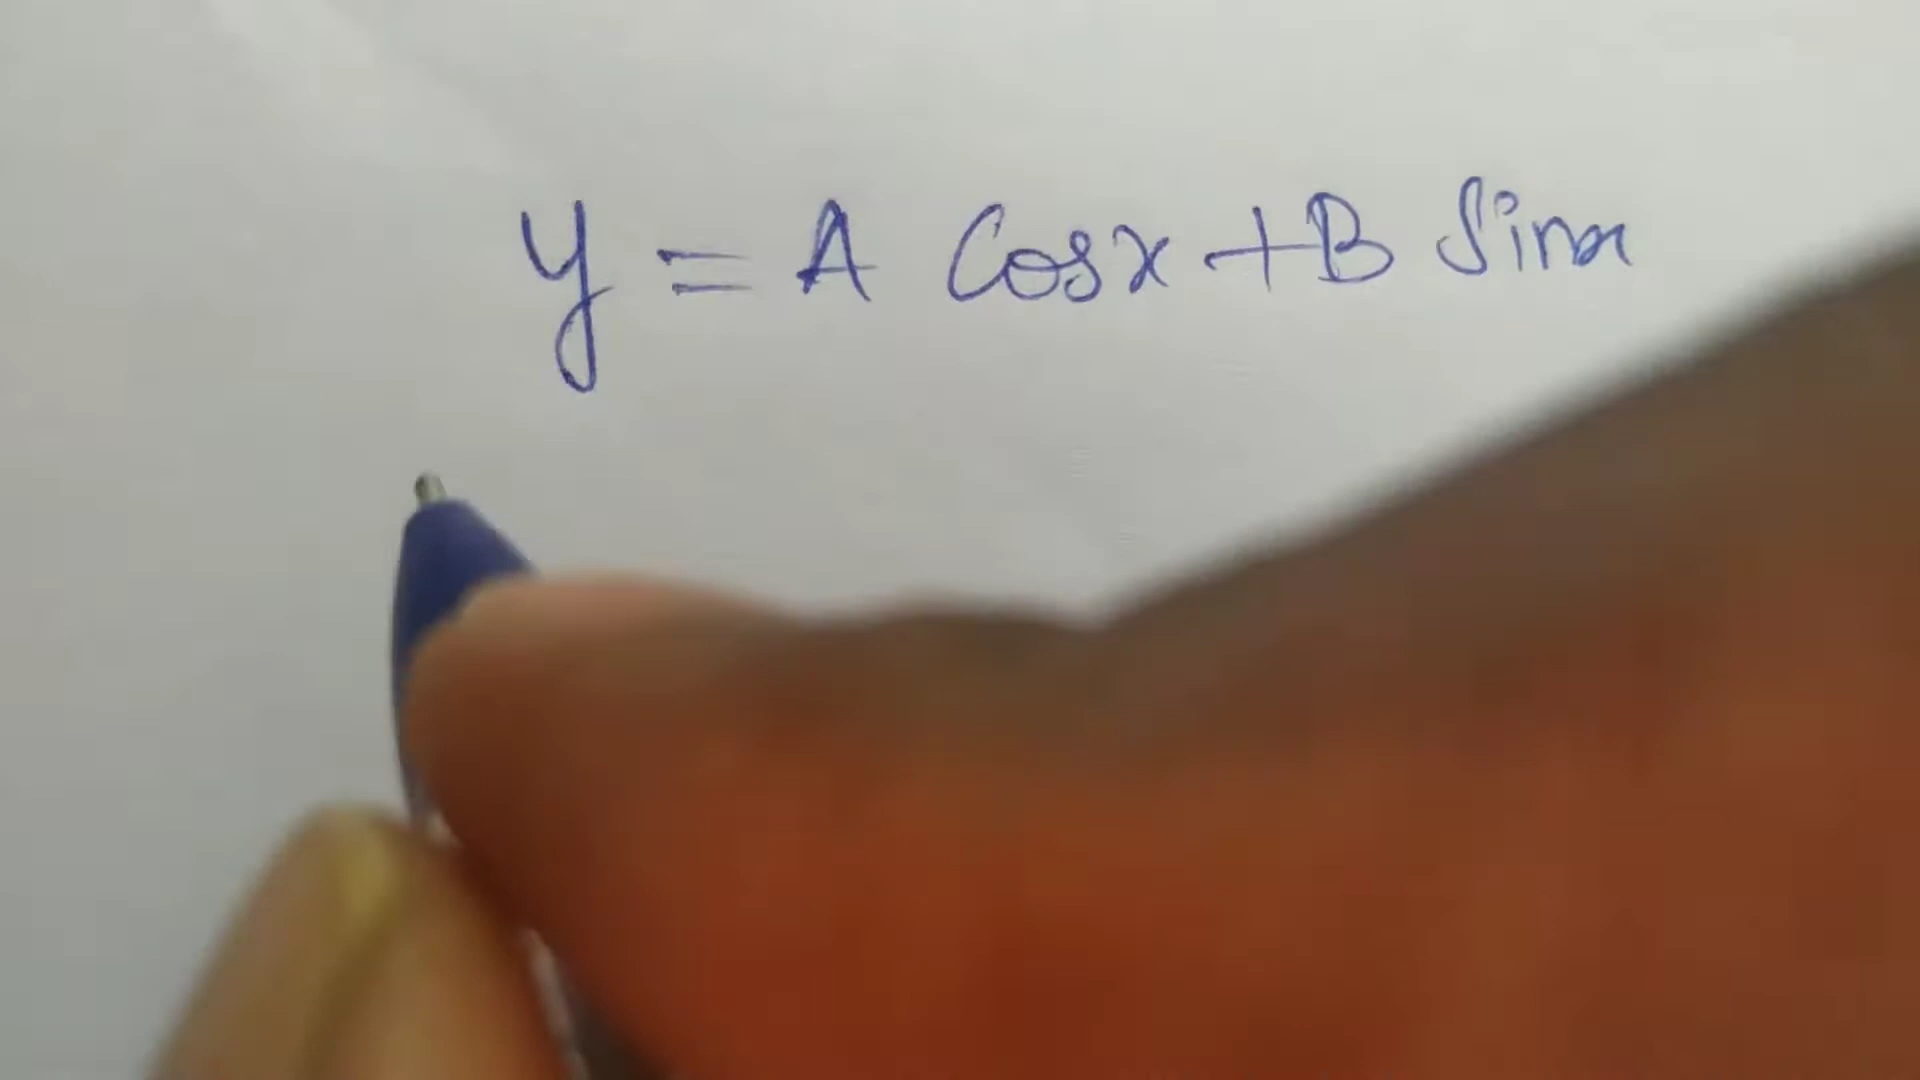 y = A Cosx + B Sinx